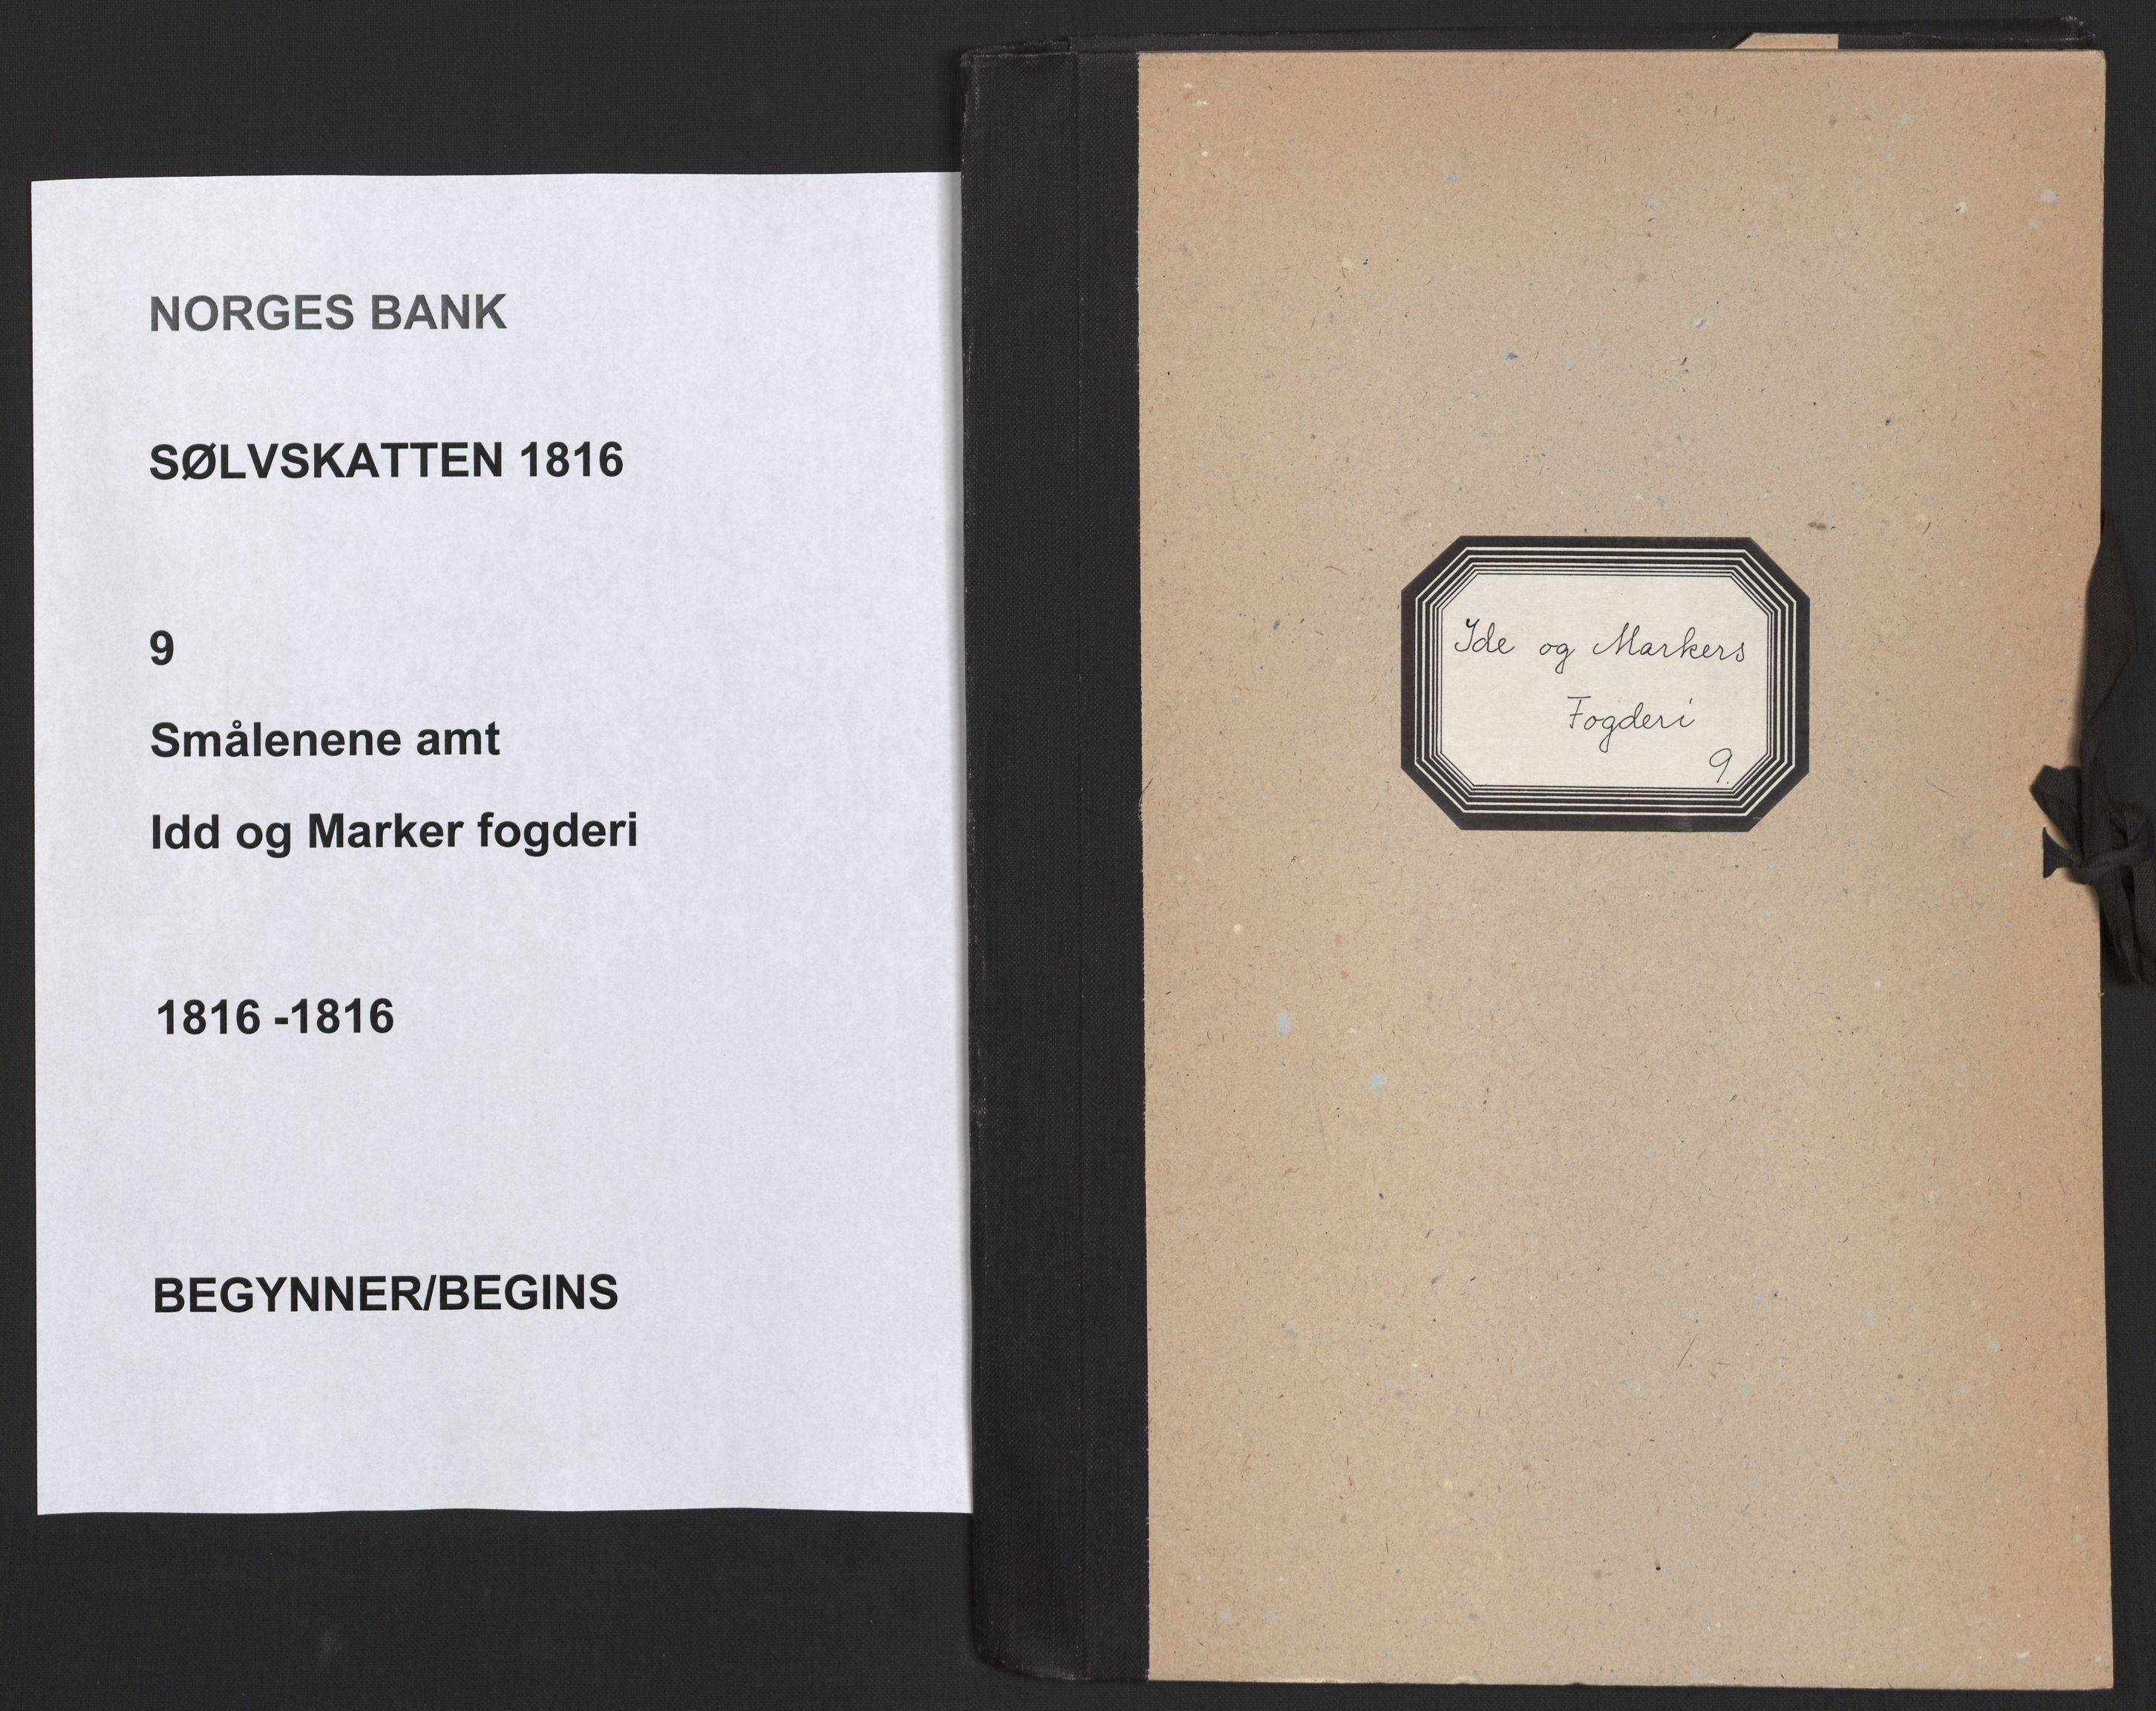 NORGES BANK
SØLVSKATTEN 1816
9
Smålenene amt
Idd og Marker fogderi
1816 -1816
BEGYNNER/BEGINS
Ide og Markers
Fogderi
9.